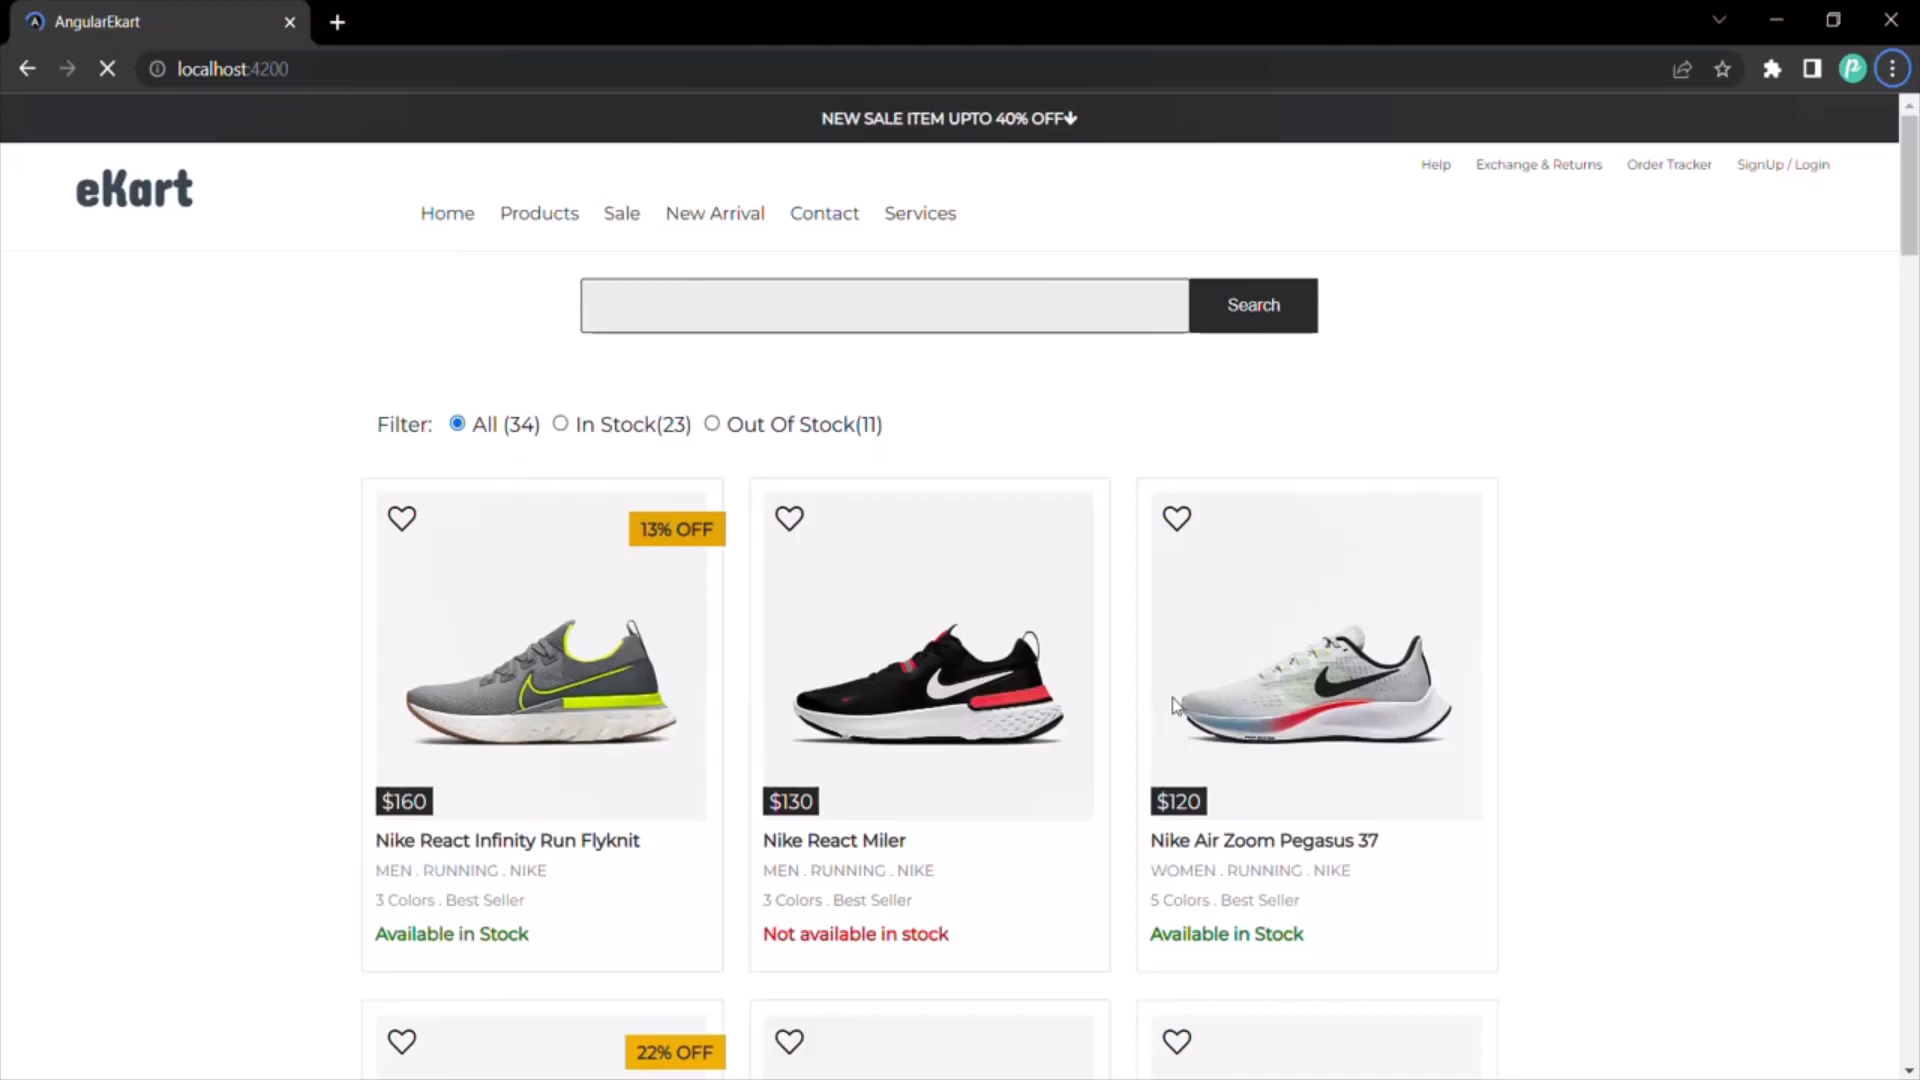 AngularEkart
localhost:4200
NEW SALE ITEM UPTO 40% OFF
Help Exchange & Returns Order Tracker SignUp / Login
eKart
Home Products Sale New Arrival Contact Services
Search
Filter: All (34) In Stock(23) Out Of Stock(11)
13% OFF
$160 $130 $120
Nike React Infinity Run Flyknit Nike React Miler Nike Air Zoom Pegasus 37
MEN . RUNNING . NIKE MEN . RUNNING . NIKE WOMEN . RUNNING . NIKE
3 Colors . Best Seller 3 Colors . Best Seller 5 Colors . Best Seller
Available in Stock Not available in stock Available in Stock
22% OFF